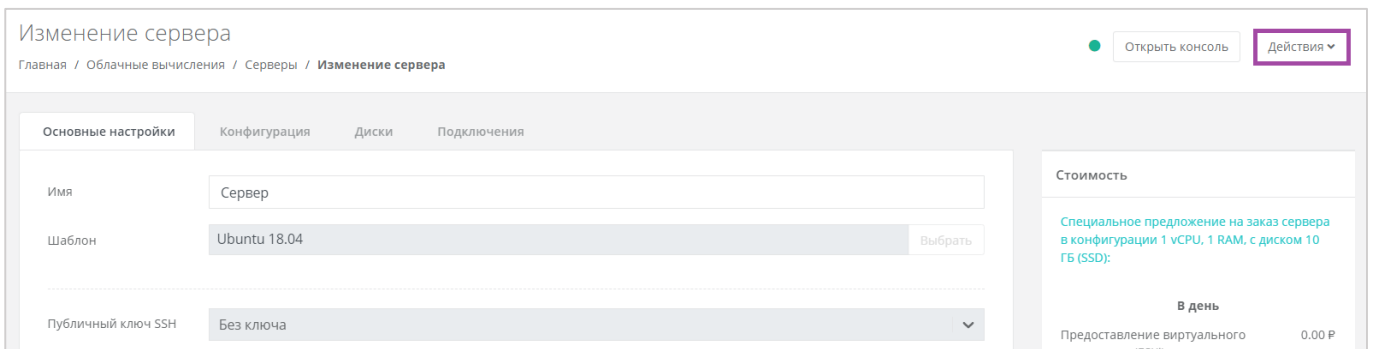 Изменение сервера
Главная / Облачные вычисления / Серверы / Изменение сервера
Открыть консоль
Действия
Основные настройки
Конфигурация
Диски
Подключения
Имя
Сервер
Шаблон
Ubuntu 18.04
Выбрать
Публичный ключ SSH
Без ключа
Стоимость
Специальное предложение на заказ сервера
в конфигурации 1 vCPU, 1 RAM, с диском 10
ГБ (SSD):
В день
Предоставление виртуального
0.00 ₽